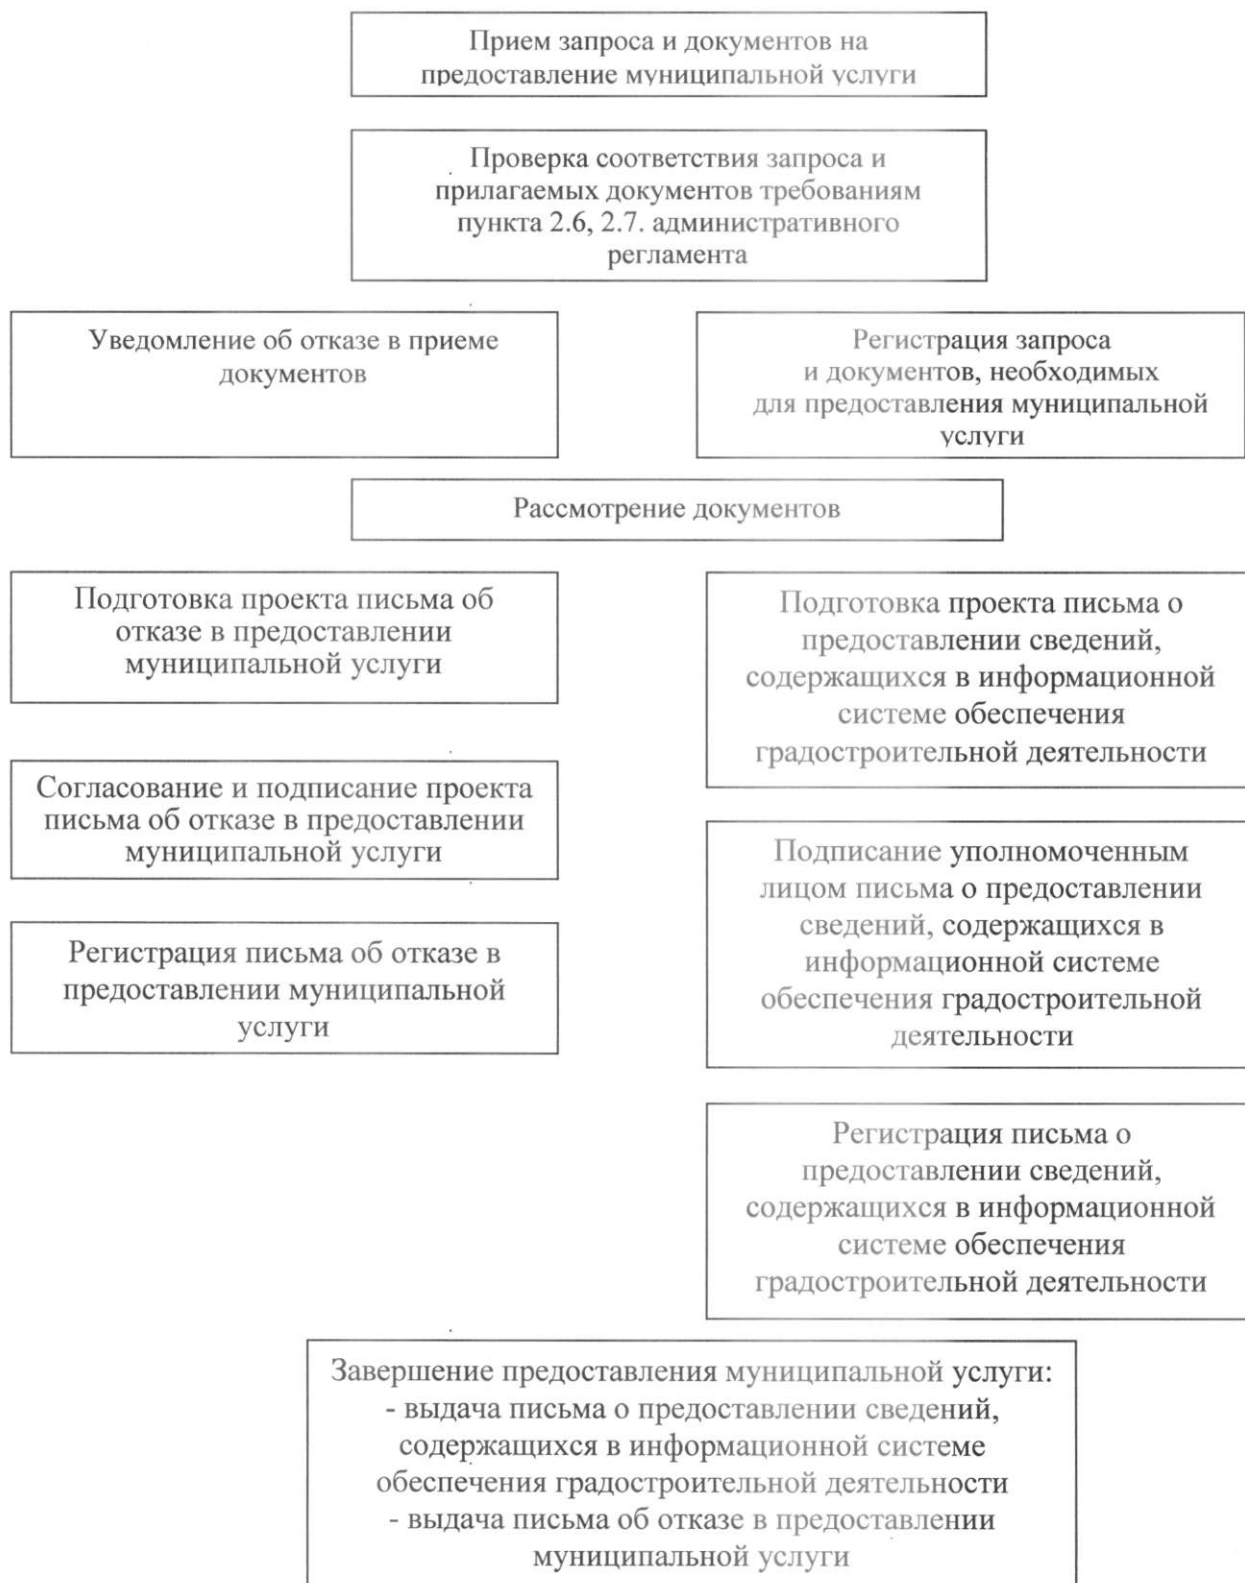 Прием запроса и документов на
предоставление муниципальной услуги
Проверка соответствия запроса и
прилагаемых документов требованиям
пункта 2.6, 2.7. административного
регламента
Уведомление об отказе в приеме
документов
Регистрация запроса
и документов, необходимых
для предоставления муниципальной
услуги
Рассмотрение документов
Подготовка проекта письма об
отказе в предоставлении
муниципальной услуги
Согласование и подписание проекта
письма об отказе в предоставлении
муниципальной услуги
Регистрация письма об отказе в
предоставлении муниципальной
услуги
Подготовка проекта письма о
предоставлении сведений,
содержащихся в информационной
системе обеспечения
градостроительной деятельности
Подписание уполномоченным
лицом письма о предоставлении
сведений, содержащихся в
информационной системе
обеспечения градостроительной
деятельности
Регистрация письма о
предоставлении сведений,
содержащихся в информационной
системе обеспечения
градостроительной деятельности
Завершение предоставления муниципальной услуги:
- выдача письма о предоставлении сведений,
содержащихся в информационной системе
обеспечения градостроительной деятельности
- выдача письма об отказе в предоставлении
муниципальной услуги